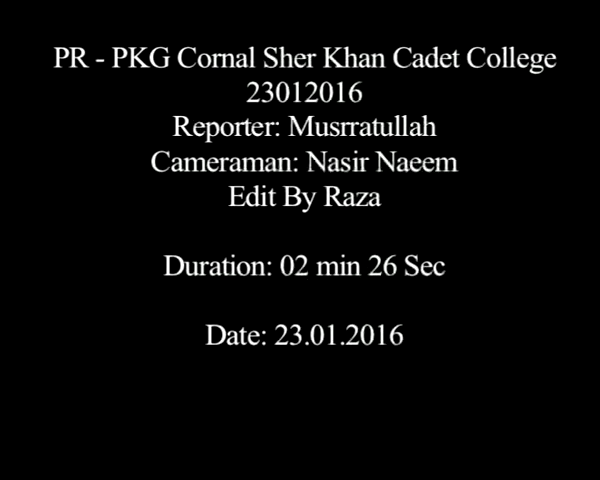 PR - PKG Cornal Sher Khan Cadet College
23012016
Reporter: Musrratullah
Cameraman: Nasir Naeem
Edit By Raza
Duration: 02 min 26 Sec
Date: 23.01.2016